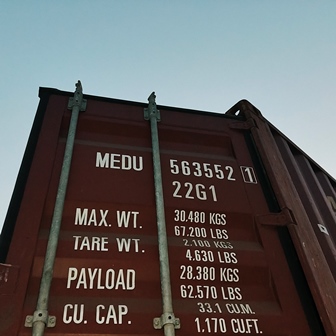 MEDU 563552 1
22G1
MAX. WT. 30.480 KGS
67.200 LBS
TARE WT. 2.100 KGS
4.630 LBS
PAYLOAD 28.380 KGS
62.570 LBS
CU. CAP. 33.1 CU.M.
1.170 CU.FT.